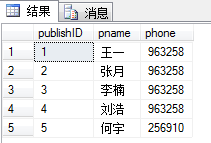 结果 消息
publishID pname phone
1 1 王一 963258
2 2 张月 963258
3 3 李楠 963258
4 4 刘浩 963258
5 5 何宇 256910